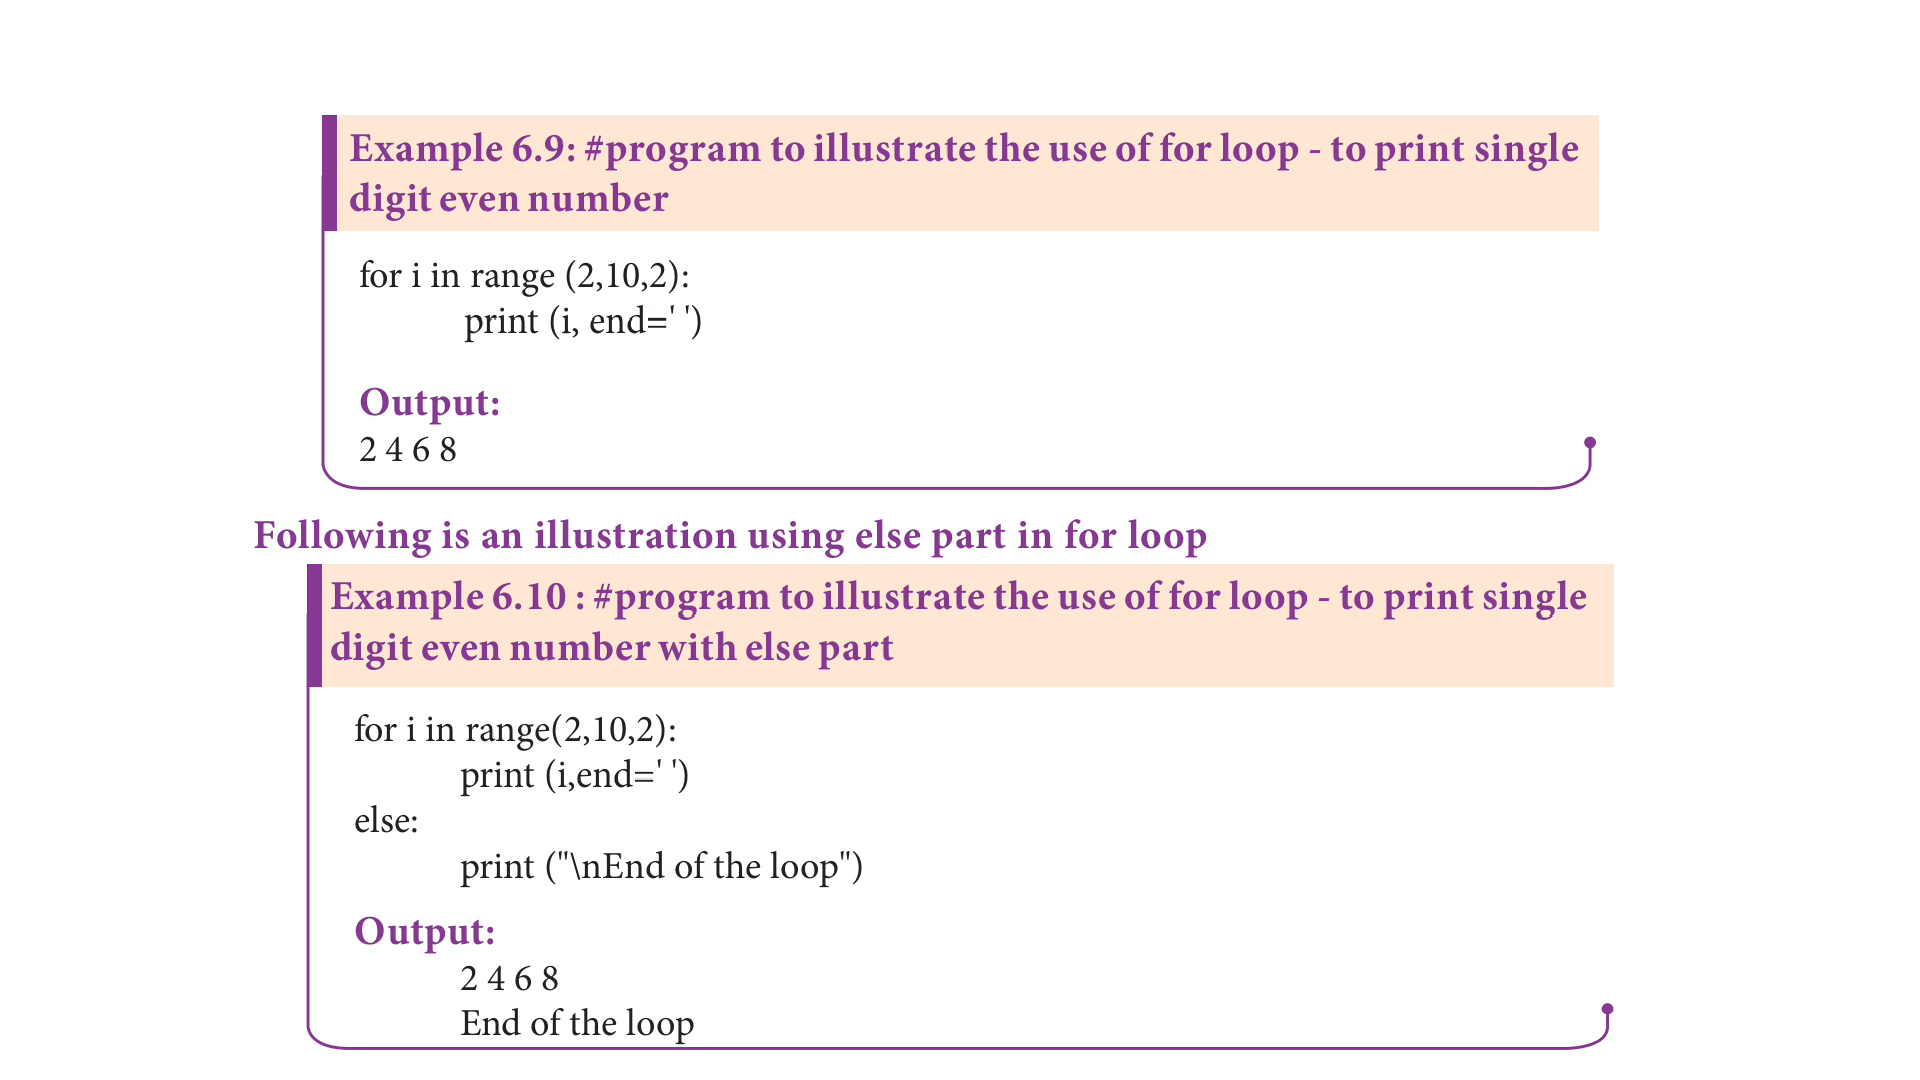 Example 6.9: #program to illustrate the use of for loop - to print single
digit even number
for i in range (2,10,2):
print (i, end=' ')
Output:
2 4 6 8
Following is an illustration using else part in for loop
Example 6.10 : #program to illustrate the use of for loop - to print single
digit even number with else part
for i in range(2,10,2):
print (i,end=' ')
else:
print ("\nEnd of the loop")
Output:
2 4 6 8
End of the loop